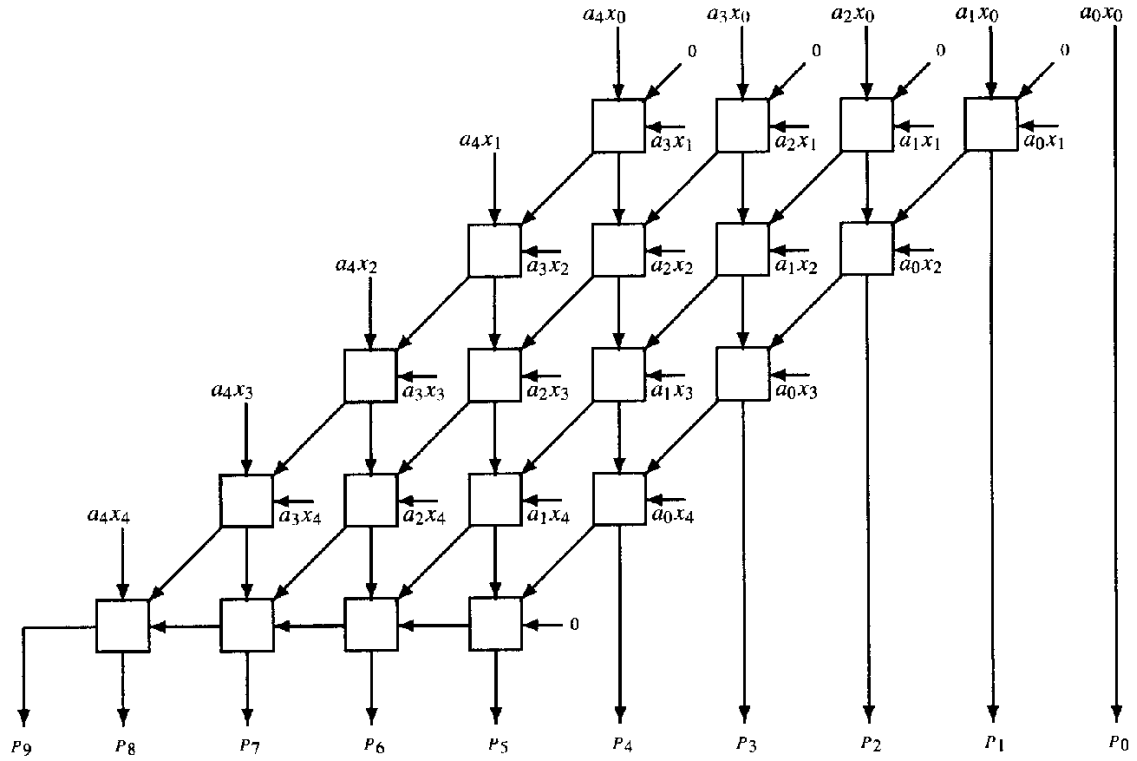 a₄x₀ a₃x₀ a₂x₀ a₁x₀ a₀x₀
0 0 0 0
a₄x₁ a₃x₁ a₂x₁ a₁x₁ a₀x₁
a₄x₂ a₃x₂ a₂x₂ a₁x₂ a₀x₂
a₄x₃ a₃x₃ a₂x₃ a₁x₃ a₀x₃
a₄x₄ a₃x₄ a₂x₄ a₁x₄ a₀x₄
0
P₉ P₈ P₇ P₆ P₅ P₄ P₃ P₂ P₁ P₀